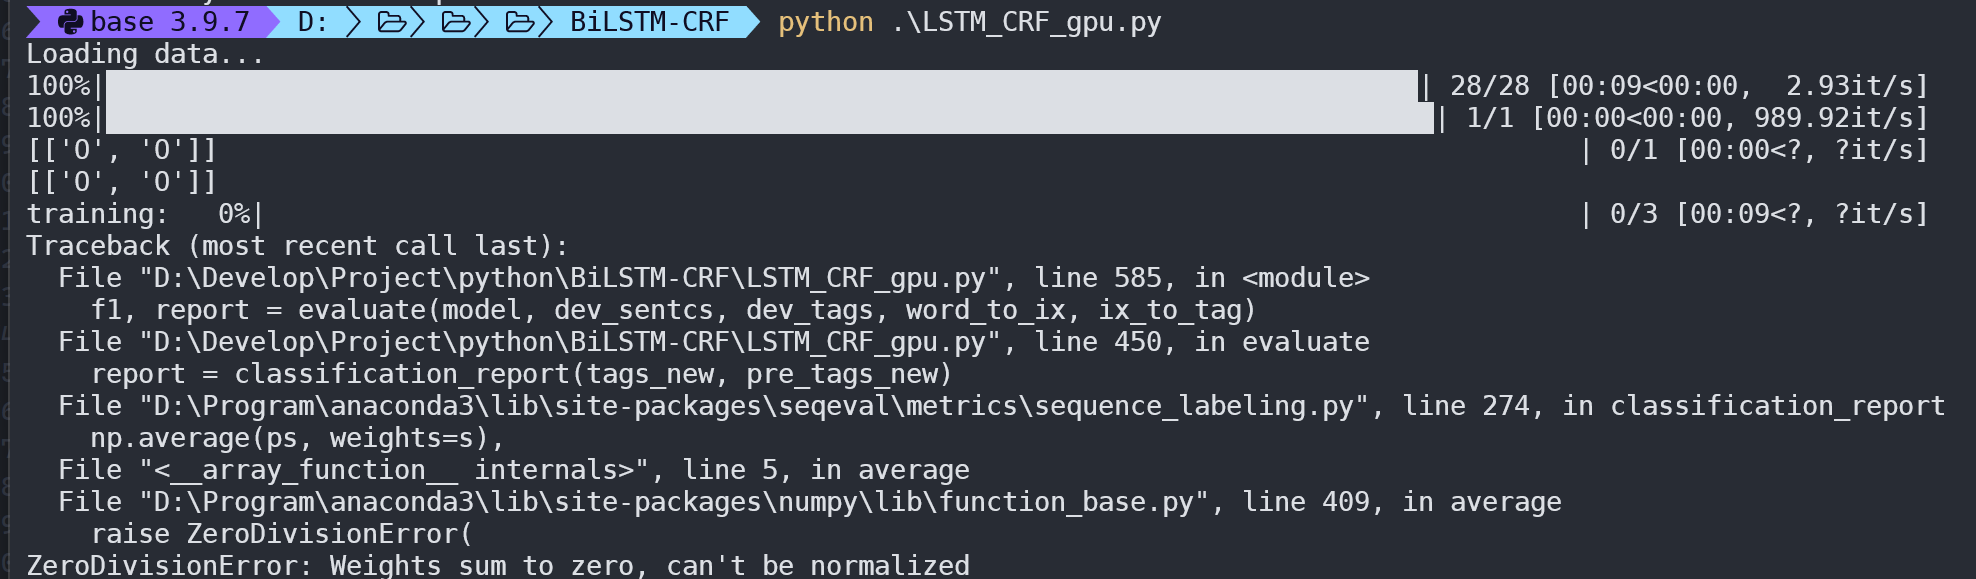 base 3.9.7 D: BiLSTM-CRF python .\LSTM_CRF_gpu.py
Loading data...
100%| | 28/28 [00:09<00:00,  2.93it/s]
100%| | 1/1 [00:00<00:00, 989.92it/s]
[['O', 'O']] | 0/1 [00:00<?, ?it/s]
[['O', 'O']]
training:   0%| | 0/3 [00:09<?, ?it/s]
Traceback (most recent call last):
  File "D:\Develop\Project\python\BiLSTM-CRF\LSTM_CRF_gpu.py", line 585, in <module>
    f1, report = evaluate(model, dev_sentcs, dev_tags, word_to_ix, ix_to_tag)
  File "D:\Develop\Project\python\BiLSTM-CRF\LSTM_CRF_gpu.py", line 450, in evaluate
    report = classification_report(tags_new, pre_tags_new)
  File "D:\Program\anaconda3\lib\site-packages\seqeval\metrics\sequence_labeling.py", line 274, in classification_report
    np.average(ps, weights=s),
  File "<__array_function__ internals>", line 5, in average
  File "D:\Program\anaconda3\lib\site-packages\numpy\lib\function_base.py", line 409, in average
    raise ZeroDivisionError(
ZeroDivisionError: Weights sum to zero, can't be normalized